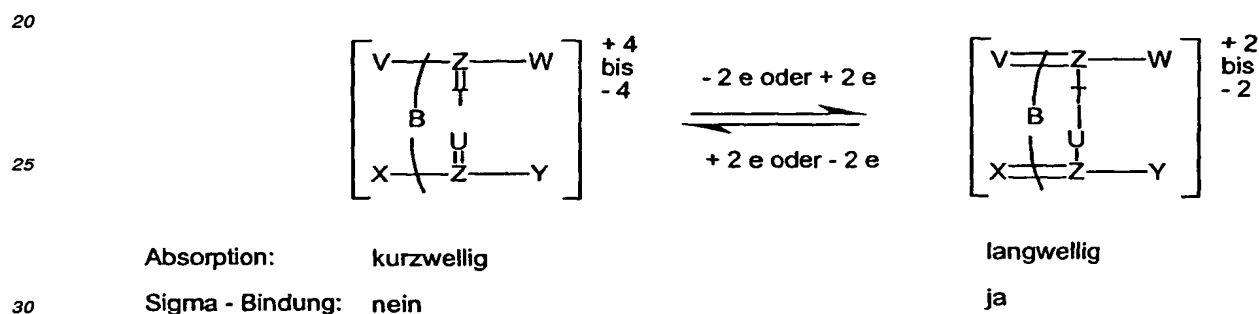 20
V Z W + 4 V Z W + 2
bis bis
- 4 - 2 e oder + 2 e - 2
B T B
U + 2 e oder - 2 e U
25
X Z Y X Z Y
Absorption: kurzwellig langwellig
30 Sigma - Bindung: nein ja